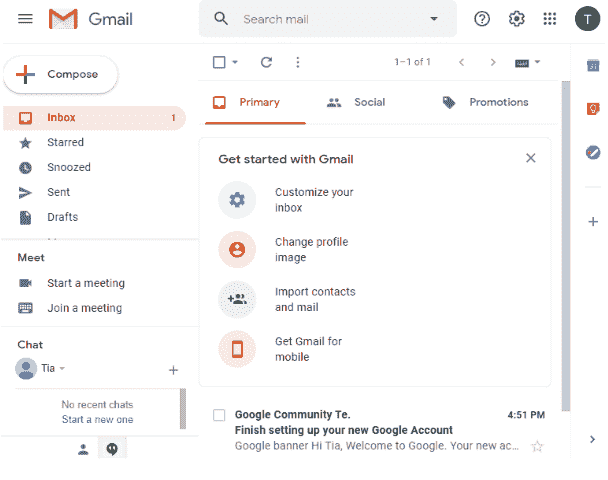 Gmail
Search mail
T
Compose
1–1 of 1
Primary
Social
Promotions
Inbox 1
Starred
Snoozed
Sent
Drafts
Meet
Start a meeting
Join a meeting
Chat
Tia
No recent chats
Start a new one
Get started with Gmail
Customize your
inbox
Change profile
image
Import contacts
and mail
Get Gmail for
mobile
Google Community Te. 4:51 PM
Finish setting up your new Google Account
Google banner Hi Tia, Welcome to Google. Your new ac...
31